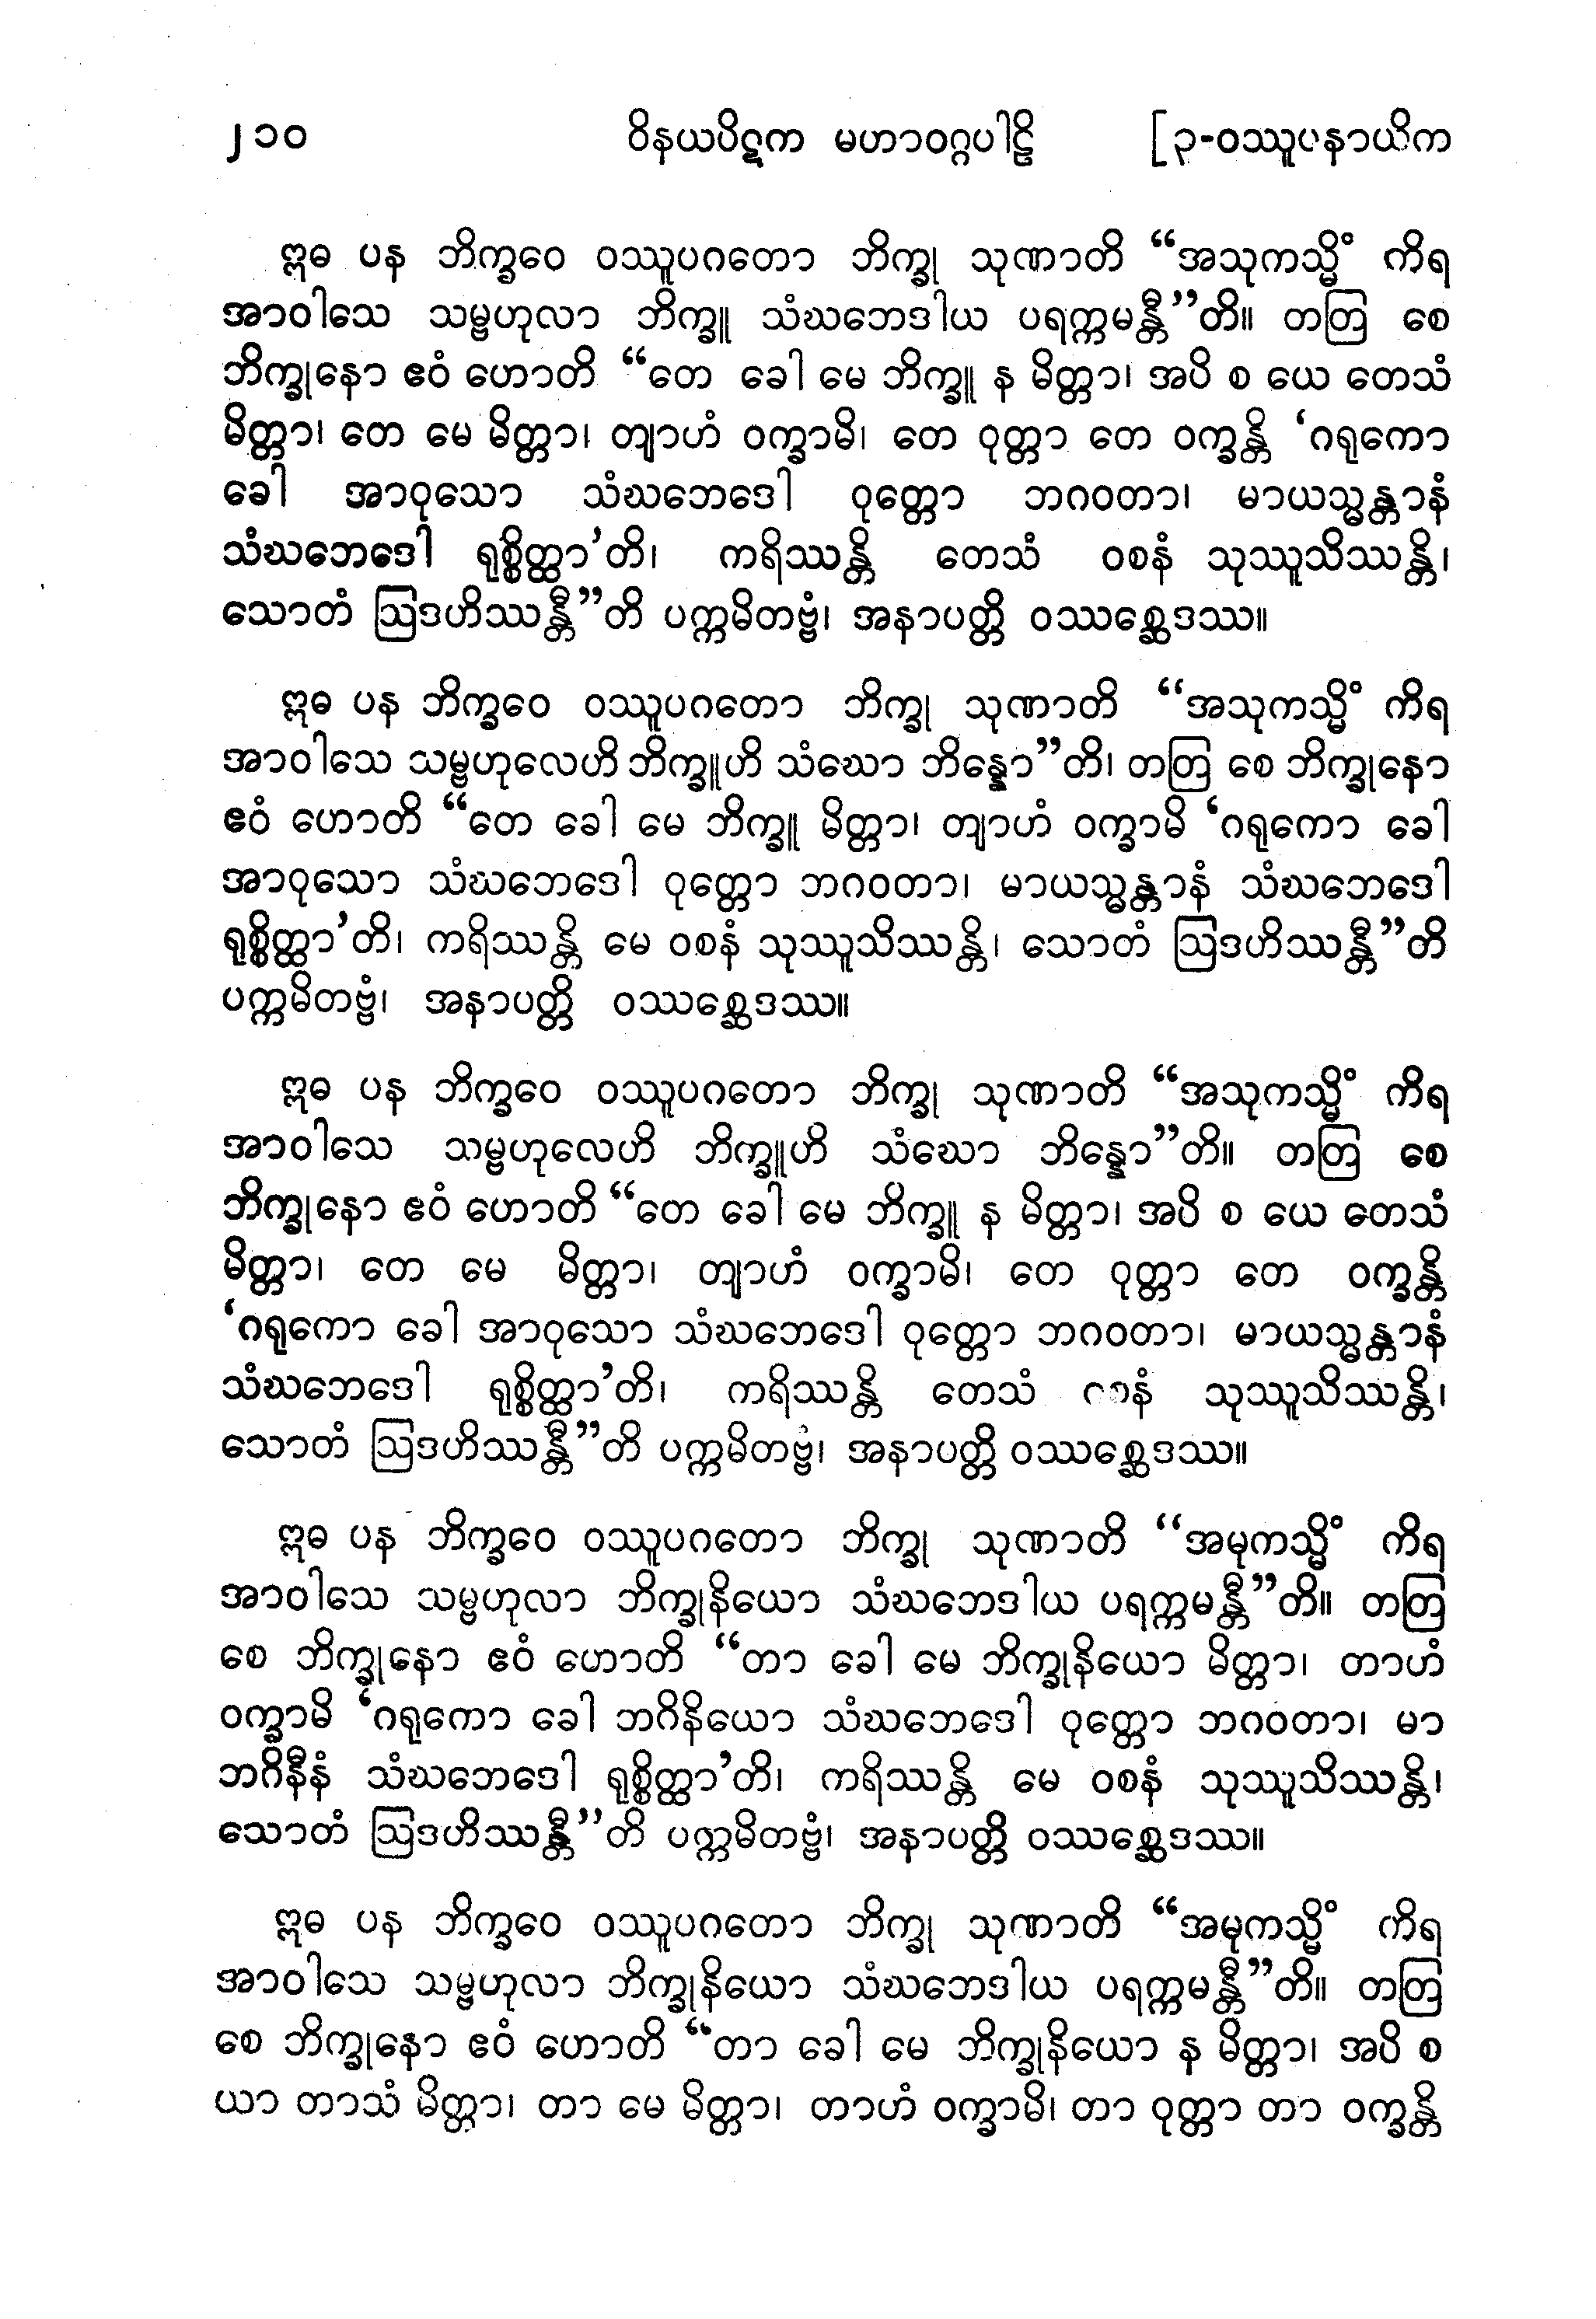 ၂၁၀ ဝိနယပိဋက မဟာဝဂ္ဂပါဠိ [၃-ဝဿူပနာယိက
ဣဓ ပန ဘိက္ခဝေ ဝဿူပဂတော ဘိက္ခု သုဏာတိ “အသုကသ္မိံ ကိရ
အာဝါသေ သမ္ဗဟုလာ ဘိက္ခူ သံဃဘေဒါယ ပရက္ကမန္တီ”တိ။ တတြ စေ
ဘိက္ခုနော ဧဝံ ဟောတိ “တေ ခေါ မေ ဘိက္ခူ န မိတ္တာ၊ အပိ စ ယေ တေသံ
မိတ္တာ၊ တေ မေ မိတ္တာ၊ တျာဟံ ဝက္ခာမိ၊ တေ ဝုတ္တာ တေ ဝက္ခန္တိ ‘ဂရုကော
ခေါ အာဝုသော သံဃဘေဒေါ ဝုတ္တော ဘဂဝတာ၊ မာယသ္မန္တာနံ
သံဃဘေဒေါ ရုစ္စိတ္ထာ’တိ၊ ကရိဿန္တိ တေသံ ဝစနံ သုဿူသိဿန္တိ၊
သောတံ ဩဒဟိဿန္တီ”တိ ပက္ကမိတဗ္ဗံ၊ အနာပတ္တိ ဝဿစ္ဆေဒဿ။
ဣဓ ပန ဘိက္ခဝေ ဝဿူပဂတော ဘိက္ခု သုဏာတိ “အသုကသ္မိံ ကိရ
အာဝါသေ သမ္ဗဟုလေဟိ ဘိက္ခူဟိ သံဃော ဘိန္နော”တိ၊ တတြ စေ ဘိက္ခုနော
ဧဝံ ဟောတိ “တေ ခေါ မေ ဘိက္ခူ မိတ္တာ၊ တျာဟံ ဝက္ခာမိ ‘ဂရုကော ခေါ
အာဝုသော သံဃဘေဒေါ ဝုတ္တော ဘဂဝတာ၊ မာယသ္မန္တာနံ သံဃဘေဒေါ
ရုစ္စိတ္ထာ’တိ၊ ကရိဿန္တိ မေ ဝစနံ သုဿူသိဿန္တိ၊ သောတံ ဩဒဟိဿန္တီ”တိ
ပက္ကမိတဗ္ဗံ၊ အနာပတ္တိ ဝဿစ္ဆေဒဿ။
ဣဓ ပန ဘိက္ခဝေ ဝဿူပဂတော ဘိက္ခု သုဏာတိ “အသုကသ္မိံ ကိရ
အာဝါသေ သမ္ဗဟုလေဟိ ဘိက္ခူဟိ သံဃော ဘိန္နော”တိ။ တတြ စေ
ဘိက္ခုနော ဧဝံ ဟောတိ “တေ ခေါ မေ ဘိက္ခူ န မိတ္တာ၊ အပိ စ ယေ တေသံ
မိတ္တာ၊ တေ မေ မိတ္တာ၊ တျာဟံ ဝက္ခာမိ၊ တေ ဝုတ္တာ တေ ဝက္ခန္တိ
‘ဂရုကော ခေါ အာဝုသော သံဃဘေဒေါ ဝုတ္တော ဘဂဝတာ၊ မာယသ္မန္တာနံ
သံဃဘေဒေါ ရုစ္စိတ္ထာ’တိ၊ ကရိဿန္တိ တေသံ သုဿူသိဿန္တိ၊
သောတံ ဩဒဟိဿန္တီ”တိ ပက္ကမိတဗ္ဗံ၊ အနာပတ္တိ ဝဿစ္ဆေဒဿ။
ဣဓ ပန ဘိက္ခဝေ ဝဿူပဂတော ဘိက္ခု သုဏာတိ “အမုကသ္မိံ ကိရ
အာဝါသေ သမ္ဗဟုလာ ဘိက္ခုနိယော သံဃဘေဒါယ ပရက္ကမန္တီ”တိ။ တတြ
စေ ဘိက္ခုနော ဧဝံ ဟောတိ “တာ ခေါ မေ ဘိက္ခုနိယော မိတ္တာ၊ တာဟံ
ဝက္ခာမိ ‘ဂရုကော ခေါ ဘဂိနိယော သံဃဘေဒေါ ဝုတ္တော ဘဂဝတာ၊ မာ
ဘဂိနီနံ သံဃဘေဒေါ ရုစ္စိတ္ထာ’တိ၊ ကရိဿန္တိ မေ ဝစနံ သုဿူသိဿန္တိ၊
သောတံ ဩဒဟိဿန္တီ”တိ ပက္ကမိတဗ္ဗံ၊ အနာပတ္တိ ဝဿစ္ဆေဒဿ။
ဣဓ ပန ဘိက္ခဝေ ဝဿူပဂတော ဘိက္ခု သုဏာတိ “အမုကသ္မိံ ကိရ
အာဝါသေ သမ္ဗဟုလာ ဘိက္ခုနိယော သံဃဘေဒါယ ပရက္ကမန္တီ”တိ။ တတြ
စေ ဘိက္ခုနော ဧဝံ ဟောတိ “တာ ခေါ မေ ဘိက္ခုနိယော န မိတ္တာ၊ အပိ စ
ယာ တာသံ မိတ္တာ၊ တာ မေ မိတ္တာ၊ တာဟံ ဝက္ခာမိ၊ တာ ဝုတ္တာ တာ ဝက္ခန္တိ